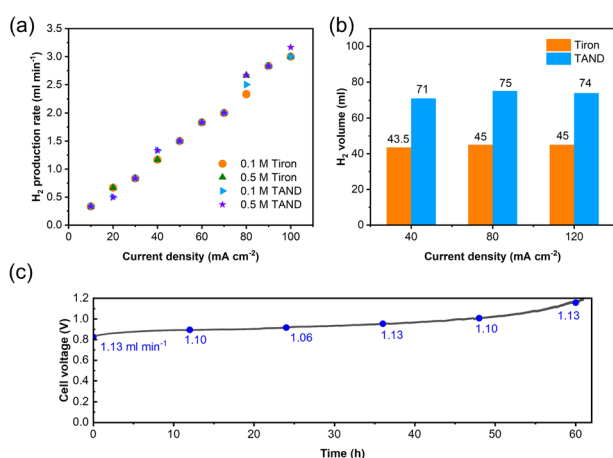 (a)
H₂ production rate (ml min⁻¹)
3.5
3.0
2.5
2.0
1.5
1.0
0.5
0.0
0 20 40 60 80 100
Current density (mA cm⁻²)
0.1 M Tiron
0.5 M Tiron
0.1 M TAND
0.5 M TAND
(b)
H₂ volume (ml)
100
80
60
40
20
0
Tiron
TAND
43.5 71 45 75 45 74
40 80 120
Current density (mA cm⁻²)
(c)
Cell voltage (V)
1.2
1.0
0.8
0.6
0.4
0.2
0.0
1.13 ml min⁻¹ 1.10 1.06 1.13 1.10 1.13
0 10 20 30 40 50 60
Time (h)